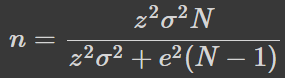 n = z²σ²N / (z²σ² + e²(N − 1))